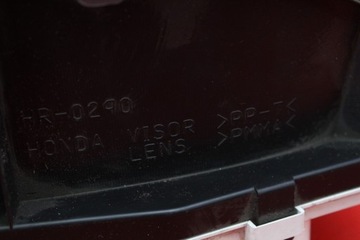 HR-0290
HONDA VISOR >PP-T<
LENS >PMMA<